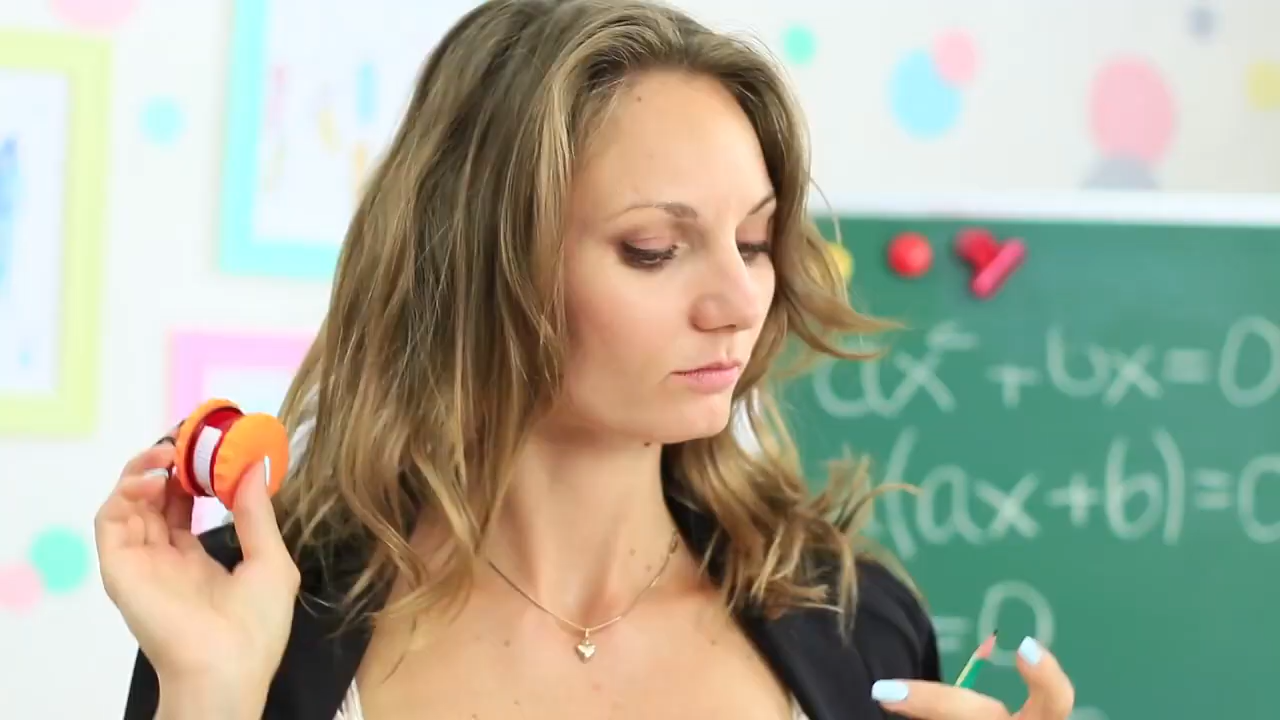 ax² + bx = 0
(ax+b)=0
=0